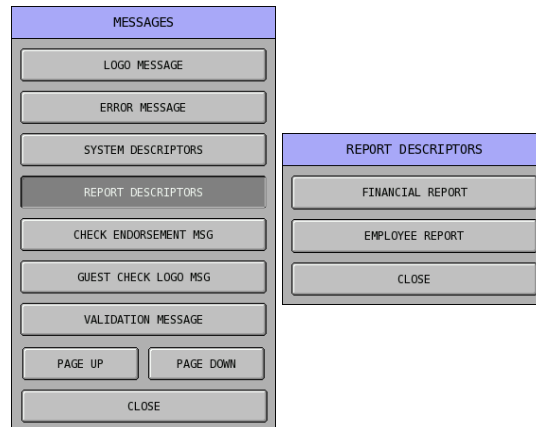 MESSAGES
LOGO MESSAGE
ERROR MESSAGE
SYSTEM DESCRIPTORS
REPORT DESCRIPTORS
CHECK ENDORSEMENT MSG
GUEST CHECK LOGO MSG
VALIDATION MESSAGE
PAGE UP PAGE DOWN
CLOSE
REPORT DESCRIPTORS
FINANCIAL REPORT
EMPLOYEE REPORT
CLOSE